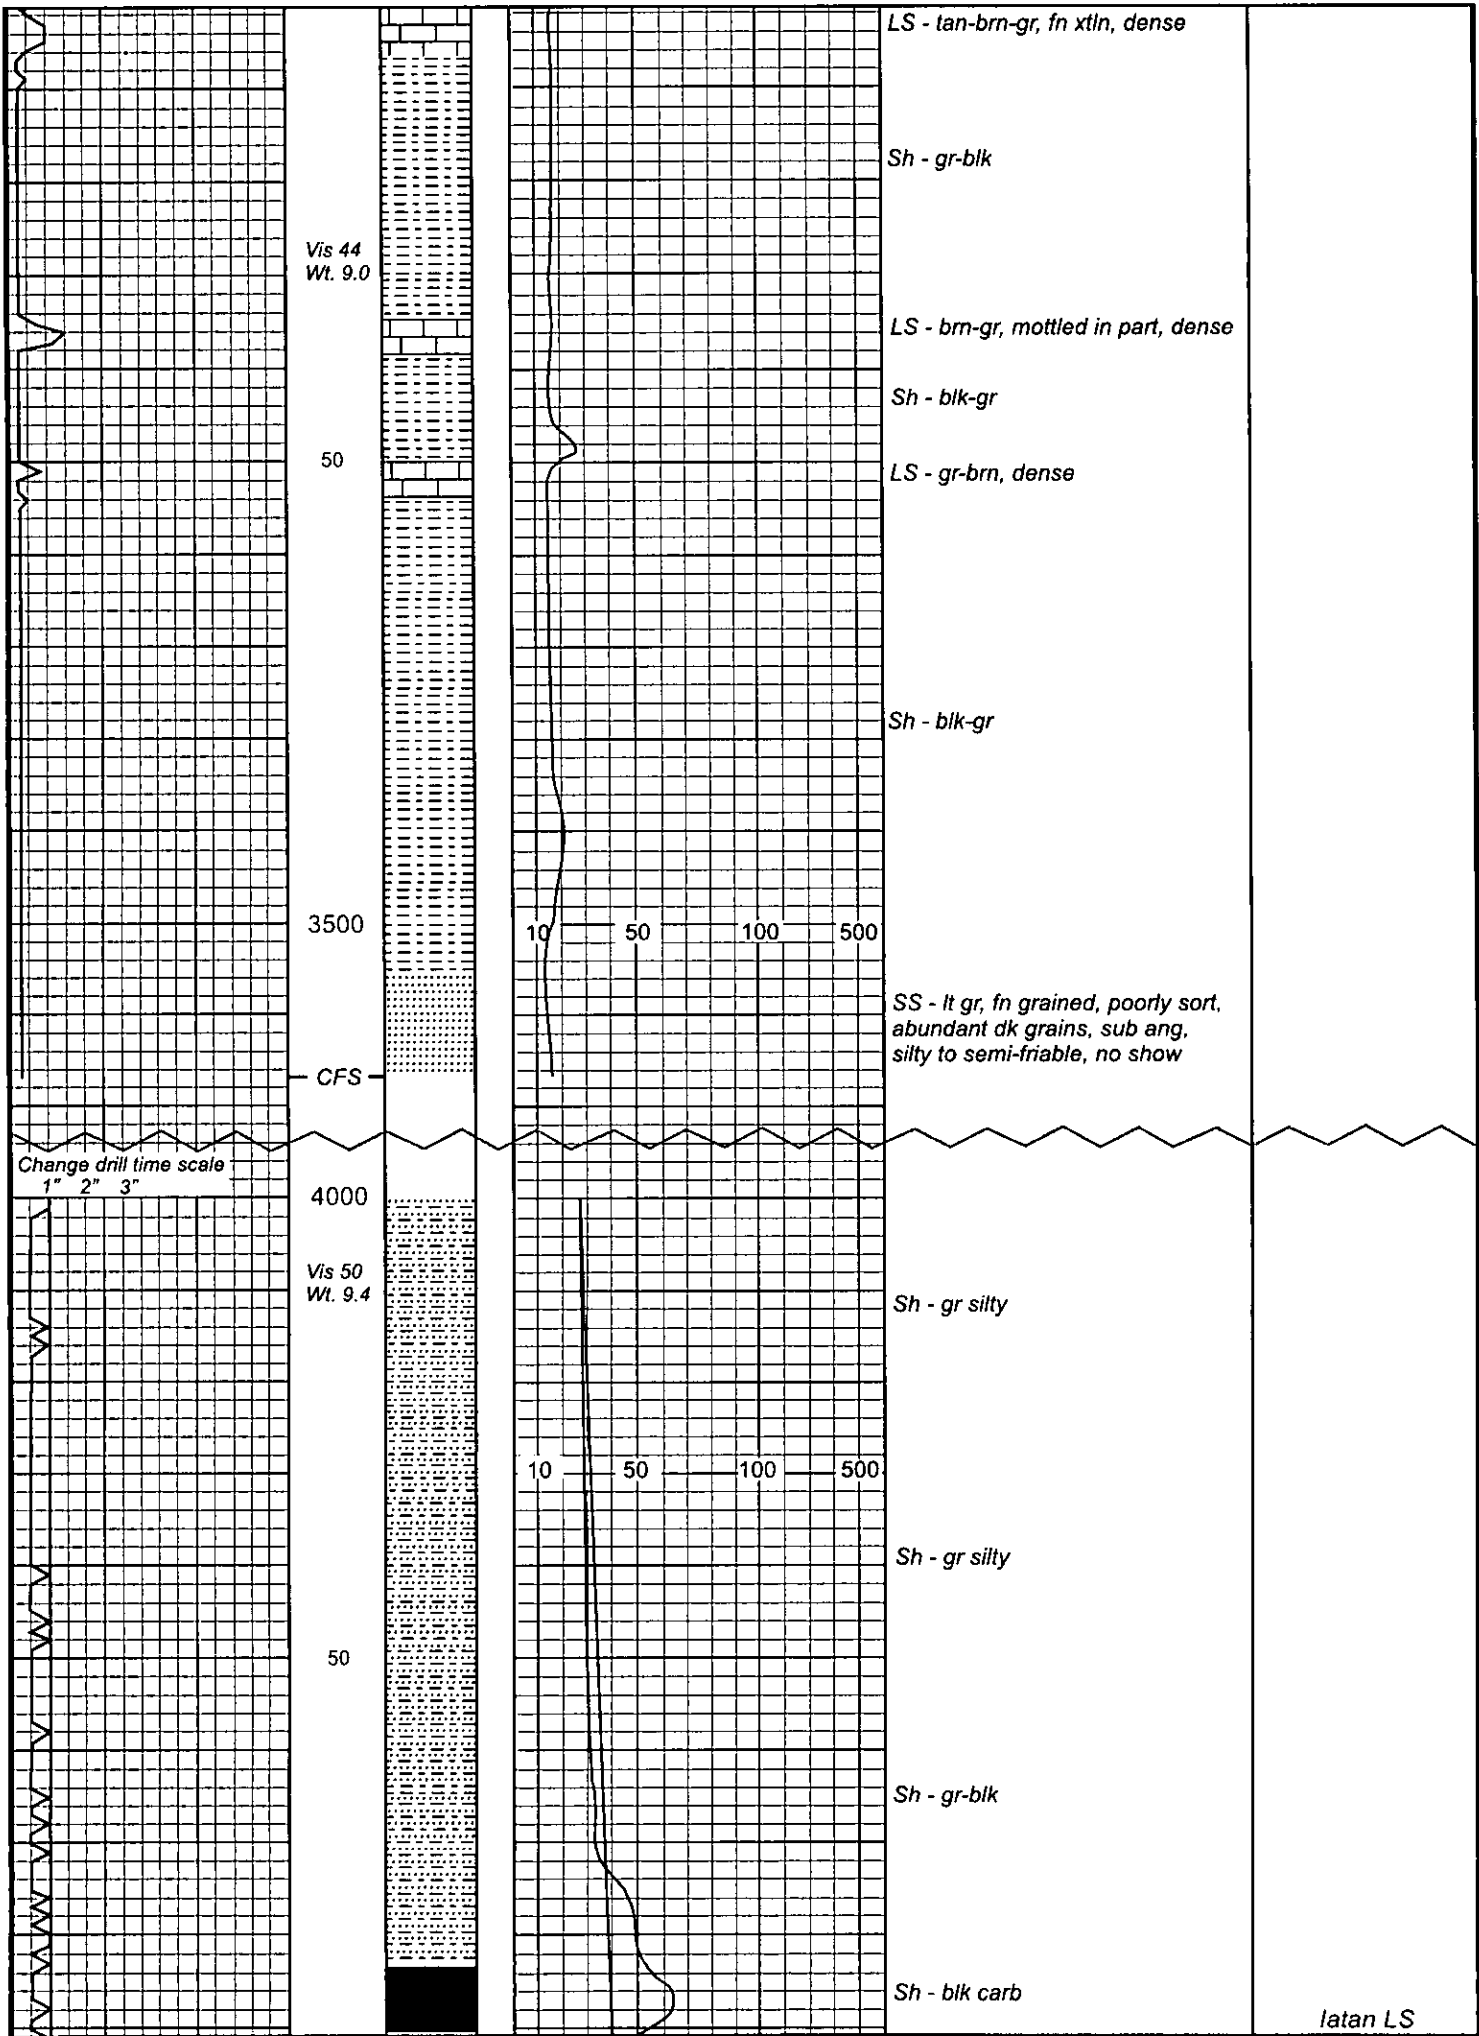 LS - tan-brn-gr, fn xtln, dense
Sh - gr-blk
Vis 44
Wt. 9.0
LS - brn-gr, mottled in part, dense
Sh - blk-gr
50
LS - gr-brn, dense
Sh - blk-gr
3500
10 50 100 500
SS - lt gr, fn grained, poorly sort,
abundant dk grains, sub ang,
silty to semi-friable, no show
CFS
Change drill time scale
1" 2" 3"
4000
Vis 50
Wt. 9.4
Sh - gr silty
10 50 100 500
Sh - gr silty
50
Sh - gr-blk
Sh - blk carb
Iatan LS